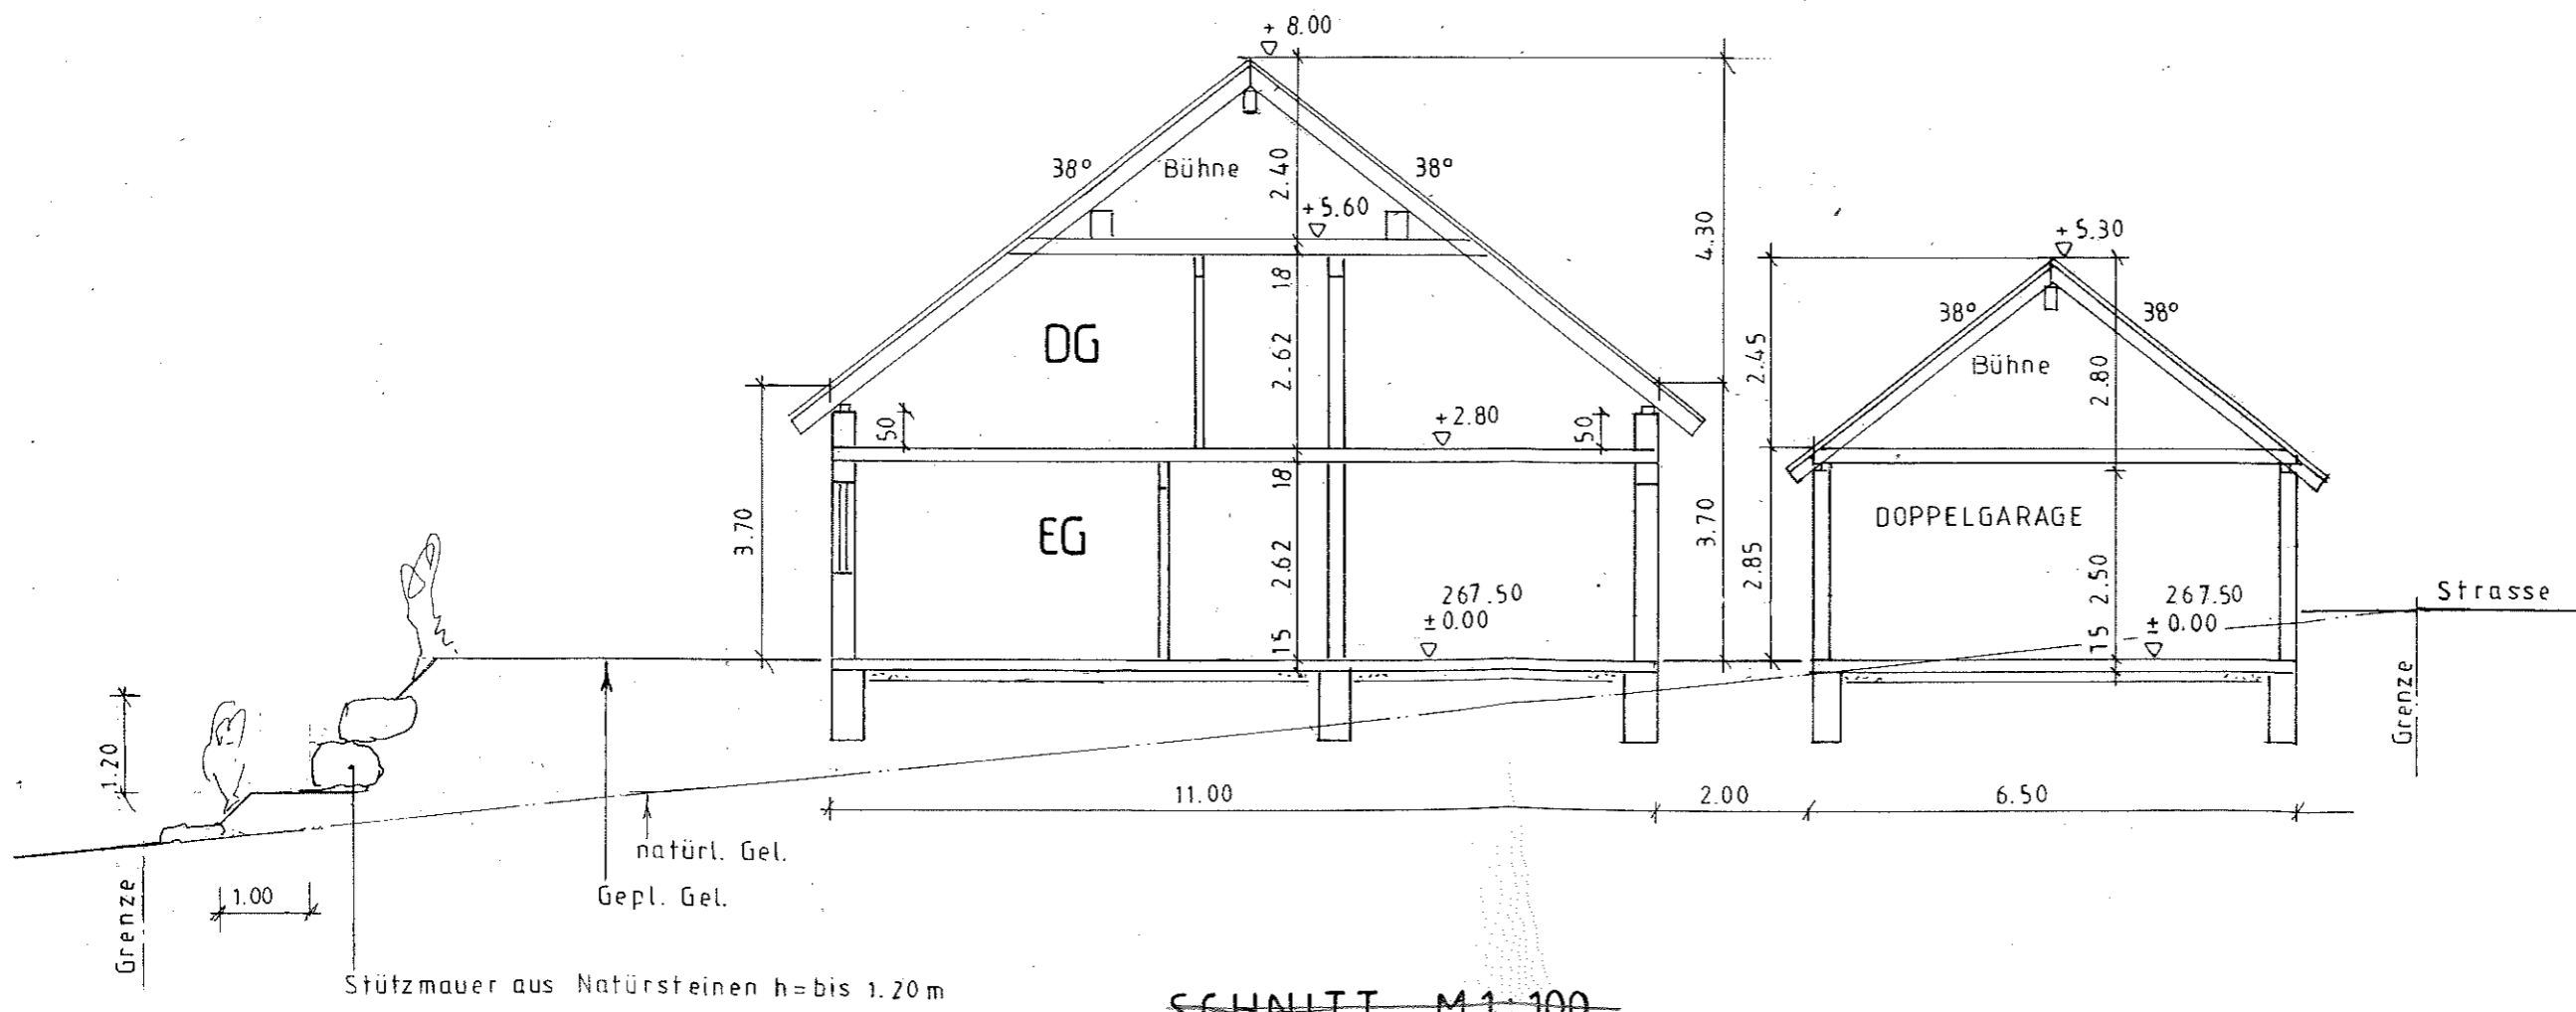 + 8.00
38°
Bühne
2.40
38°
+5.60
4.30
+ 5.30
18
38°
38°
DG
2.62
2.45
Bühne
2.80
50
+2.80
50
18
3.70
EG
2.62
3.70
DOPPELGARAGE
2.85
2.50
267.50
±0.00
267.50
± 0.00
Strasse
15
15
Grenze
1.20
11.00
2.00
6.50
natürl. Gel.
Gepl. Gel.
1.00
Grenze
Stützmauer aus Natürsteinen h=bis 1.20 m
SCHNITT M 1:100